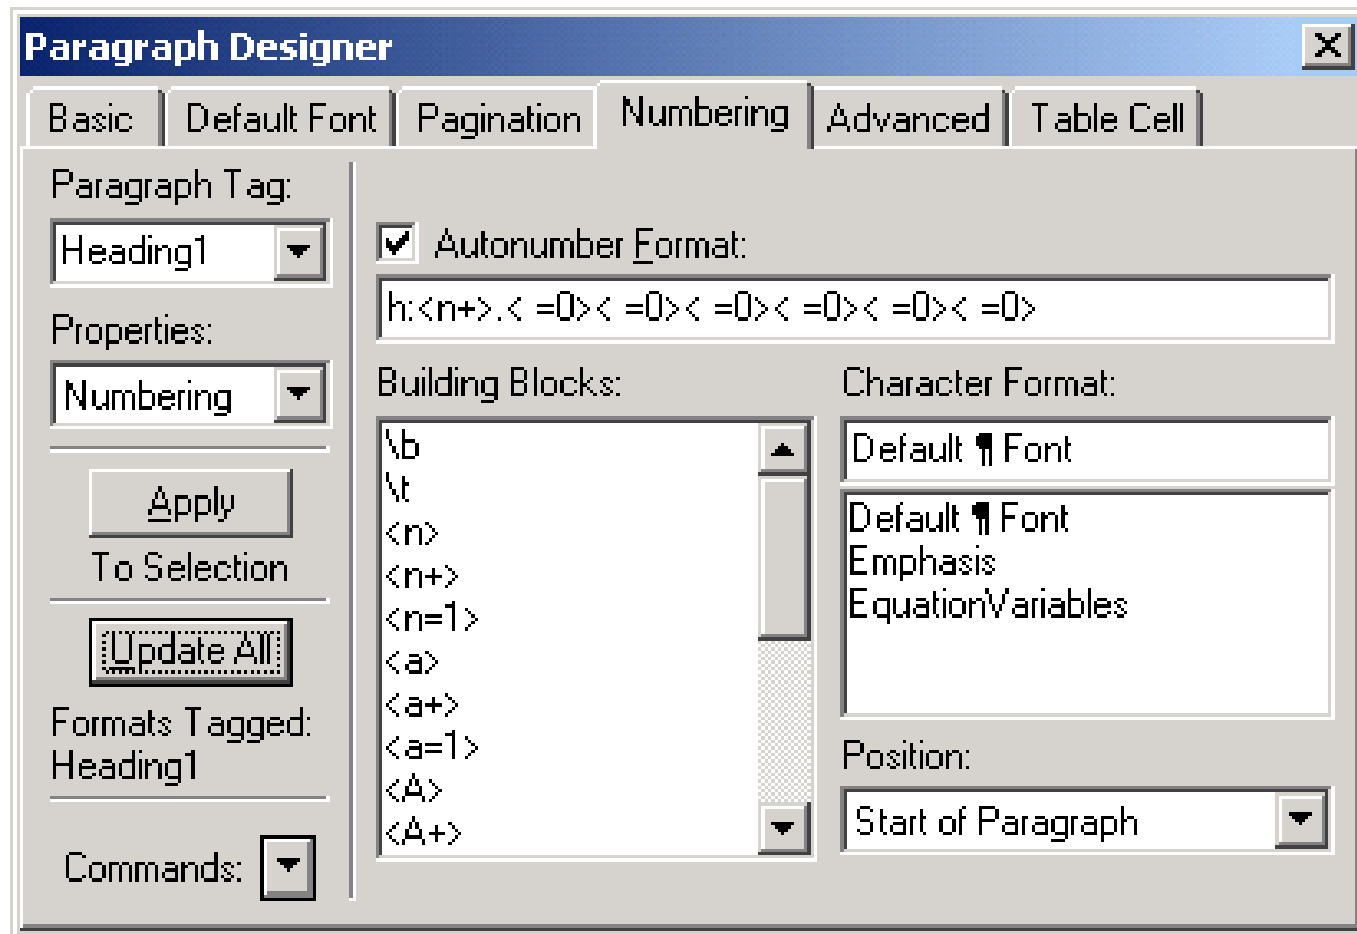 Paragraph Designer
Basic Default Font Pagination Numbering Advanced Table Cell
Paragraph Tag:
Heading1
Properties:
Numbering
Apply
To Selection
Update All
Formats Tagged:
Heading1
Commands:
Autonumber Format:
h:<n+>.< =0>< =0>< =0>< =0>< =0>< =0>
Building Blocks:
\b
\t
<n>
<n+>
<n=1>
<a>
<a+>
<a=1>
<A>
<A+>
Character Format:
Default ¶ Font
Default ¶ Font
Emphasis
EquationVariables
Position:
Start of Paragraph